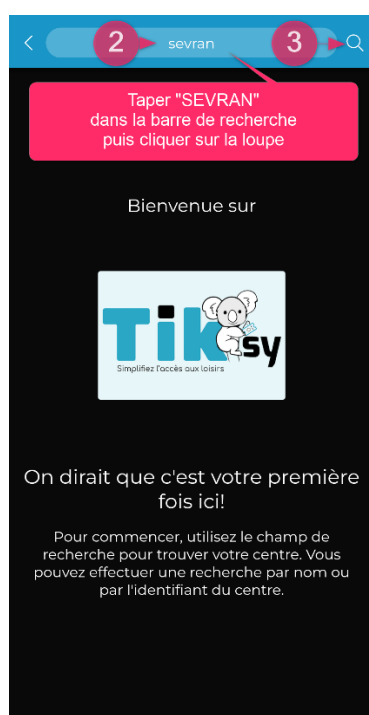 2 sevran 3
Taper "SEVRAN"
dans la barre de recherche
puis cliquer sur la loupe
Bienvenue sur
Tiksy
Simplifiez l'accès aux loisirs
On dirait que c'est votre première
fois ici!
Pour commencer, utilisez le champ de
recherche pour trouver votre centre. Vous
pouvez effectuer une recherche par nom ou
par l'identifiant du centre.